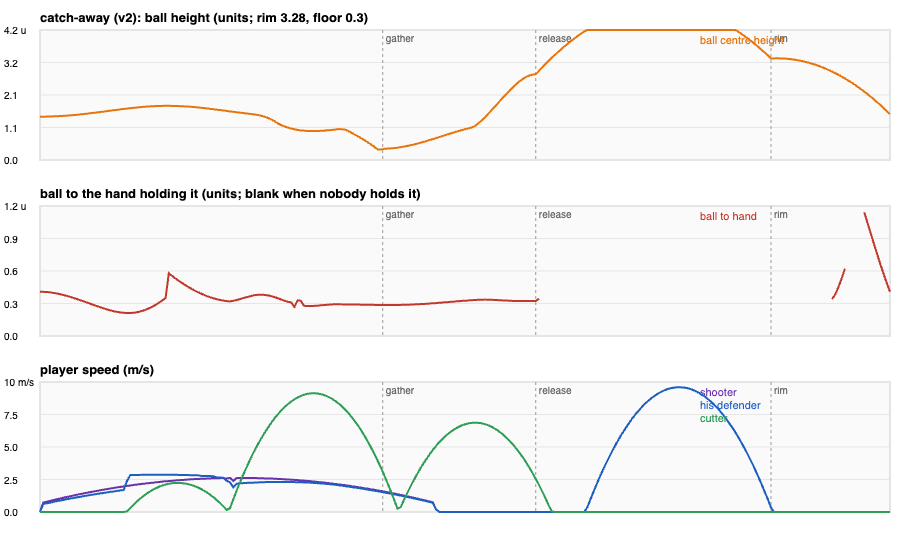 catch-away (v2): ball height (units; rim 3.28, floor 0.3)
4.2 u
gather
release
ball centre height
rim
3.2
2.1
1.1
0.0
ball to the hand holding it (units; blank when nobody holds it)
1.2 u
gather
release
ball to hand
rim
0.9
0.6
0.3
0.0
player speed (m/s)
10 m/s
gather
release
shooter
rim
his defender
cutter
7.5
5.0
2.5
0.0